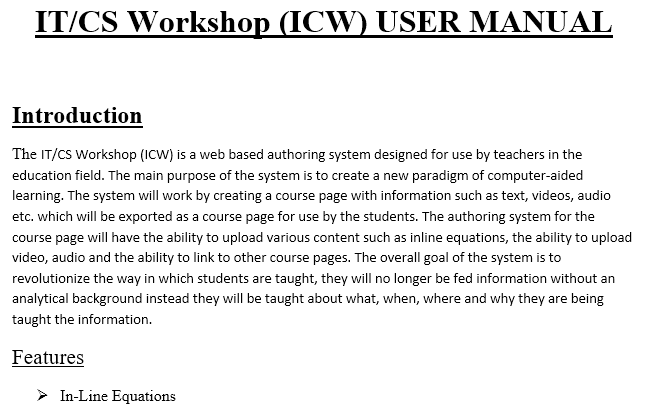 IT/CS Workshop (ICW) USER MANUAL
Introduction
The IT/CS Workshop (ICW) is a web based authoring system designed for use by teachers in the
education field. The main purpose of the system is to create a new paradigm of computer-aided
learning. The system will work by creating a course page with information such as text, videos, audio
etc. which will be exported as a course page for use by the students. The authoring system for the
course page will have the ability to upload various content such as inline equations, the ability to upload
video, audio and the ability to link to other course pages. The overall goal of the system is to
revolutionize the way in which students are taught, they will no longer be fed information without an
analytical background instead they will be taught about what, when, where and why they are being
taught the information.
Features
➢ In-Line Equations